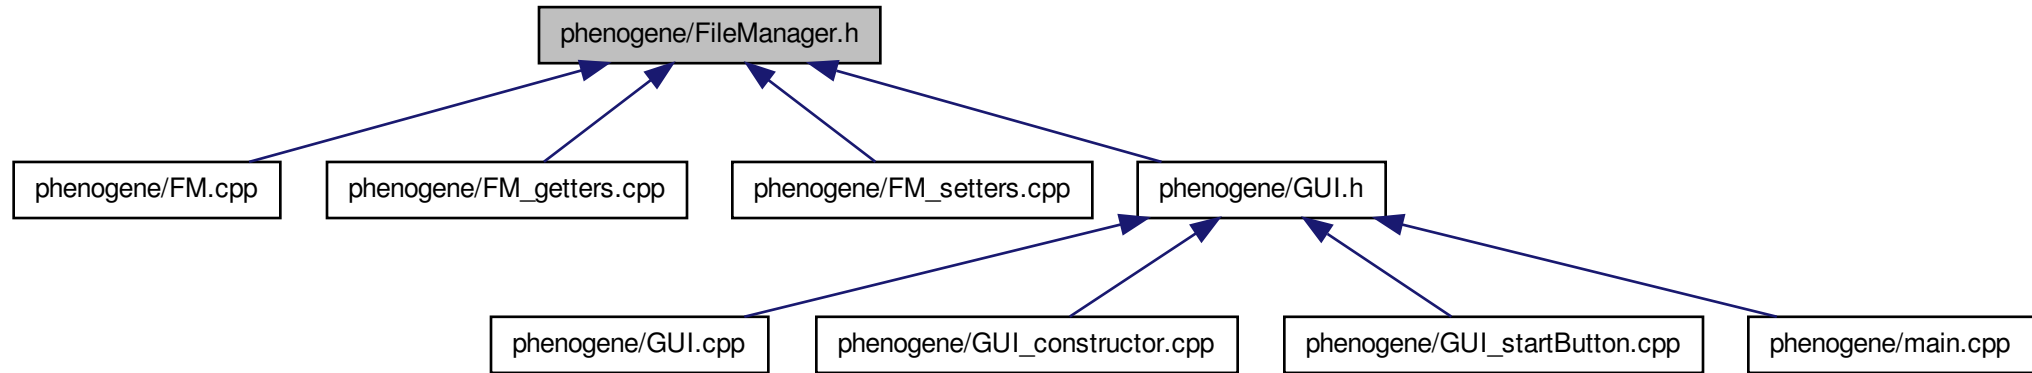 phenogene/FileManager.h
phenogene/FM.cpp
phenogene/FM_getters.cpp
phenogene/FM_setters.cpp
phenogene/GUI.h
phenogene/GUI.cpp
phenogene/GUI_constructor.cpp
phenogene/GUI_startButton.cpp
phenogene/main.cpp